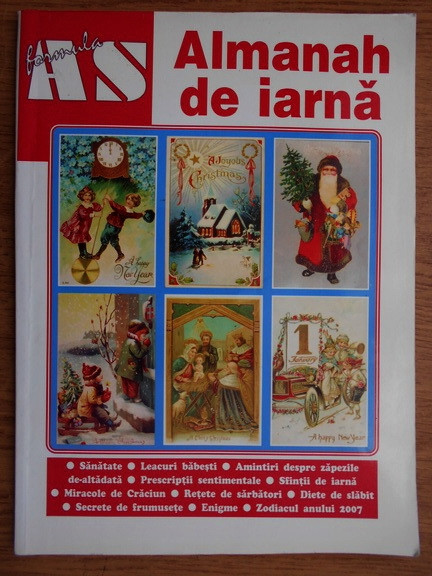 formula
AS
Almanah
de iarnă
A happy
New Year
A Joyous
Christmas
A Merry Christmas
1
January
A happy New Year
• Sănătate • Leacuri băbești • Amintiri despre zăpezile
de-altădată • Prescripții sentimentale • Sfinții de iarnă
• Miracole de Crăciun • Rețete de sărbători • Diete de slăbit
• Secrete de frumusețe • Enigme • Zodiacul anului 2007